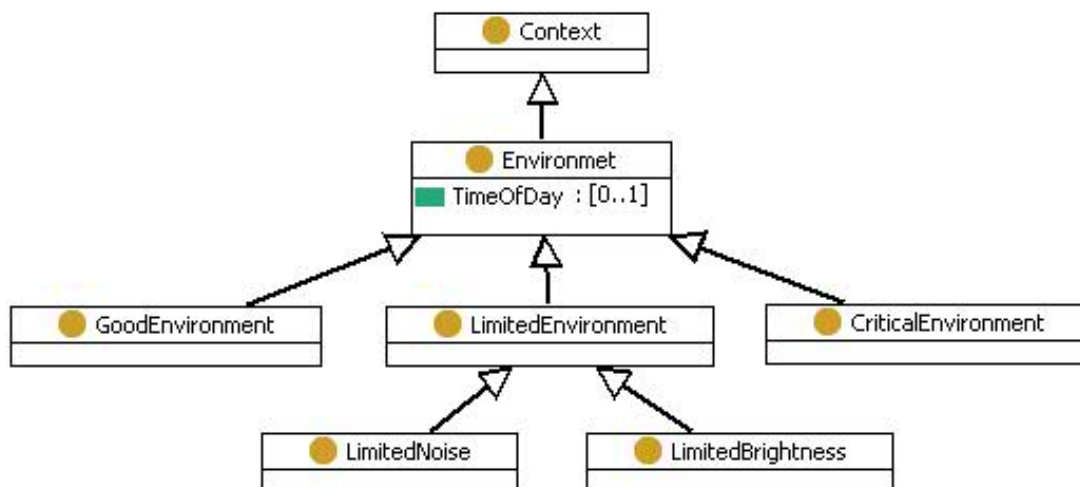 Context
Environmet
TimeOfDay : [0..1]
GoodEnvironment
LimitedEnvironment
CriticalEnvironment
LimitedNoise
LimitedBrightness